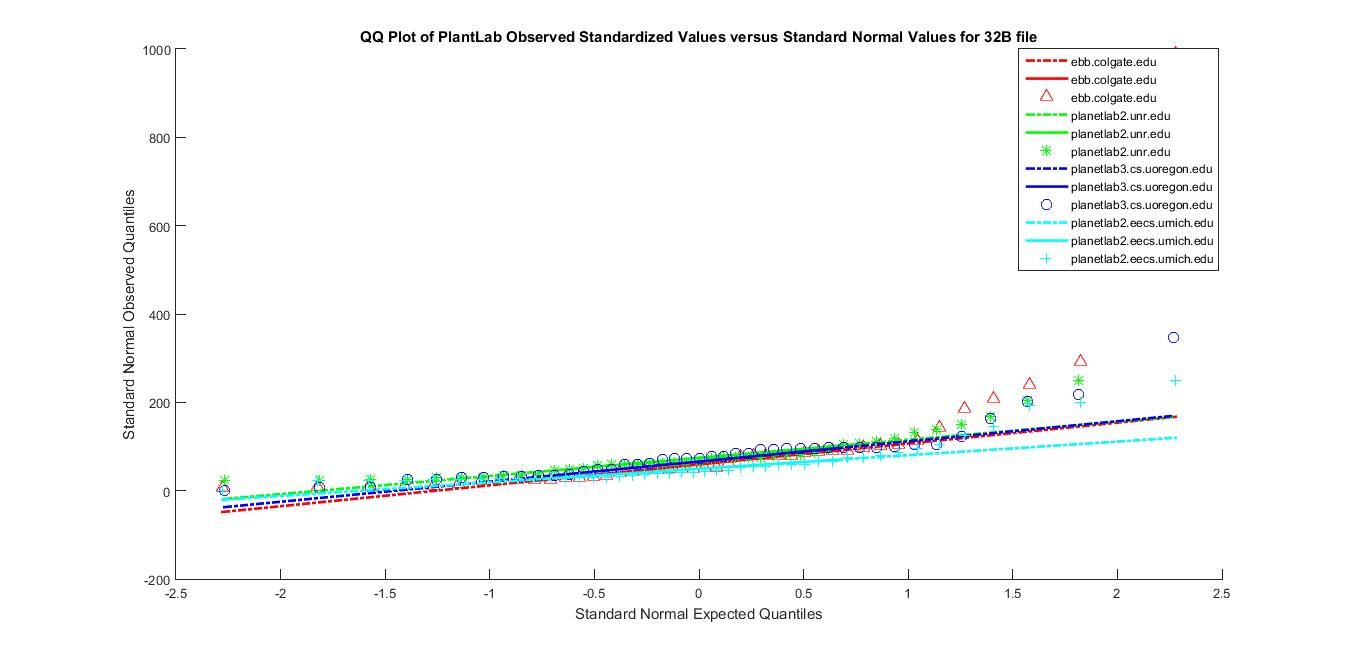 QQ Plot of PlantLab Observed Standardized Values versus Standard Normal Values for 32B file
1000
800
600
400
200
0
-200
Standard Normal Observed Quantiles
ebb.colgate.edu
ebb.colgate.edu
ebb.colgate.edu
planetlab2.unr.edu
planetlab2.unr.edu
planetlab2.unr.edu
planetlab3.cs.uoregon.edu
planetlab3.cs.uoregon.edu
planetlab3.cs.uoregon.edu
planetlab2.eecs.umich.edu
planetlab2.eecs.umich.edu
planetlab2.eecs.umich.edu
-2.5 -2 -1.5 -1 -0.5 0 0.5 1 1.5 2 2.5
Standard Normal Expected Quantiles